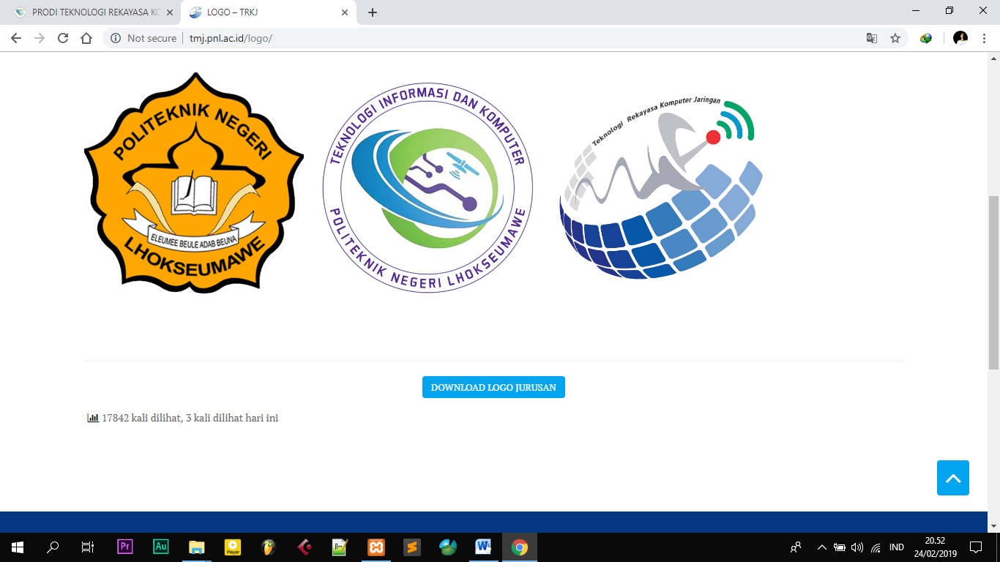 PRODI TEKNOLOGI REKAYASA KO
LOGO – TRKJ
Not secure
tmj.pnl.ac.id/logo/
POLITEKNIK NEGERI
ELEUMEE BEULE ADAB BEUNA
LHOKSEUMAWE
TEKNOLOGI INFORMASI DAN KOMPUTER
POLITEKNIK NEGERI LHOKSEUMAWE
Teknologi Rekayasa Komputer Jaringan
DOWNLOAD LOGO JURUSAN
17842 kali dilihat, 3 kali dilihat hari ini
Pr
Au
Player
W
IND
20.52
24/02/2019